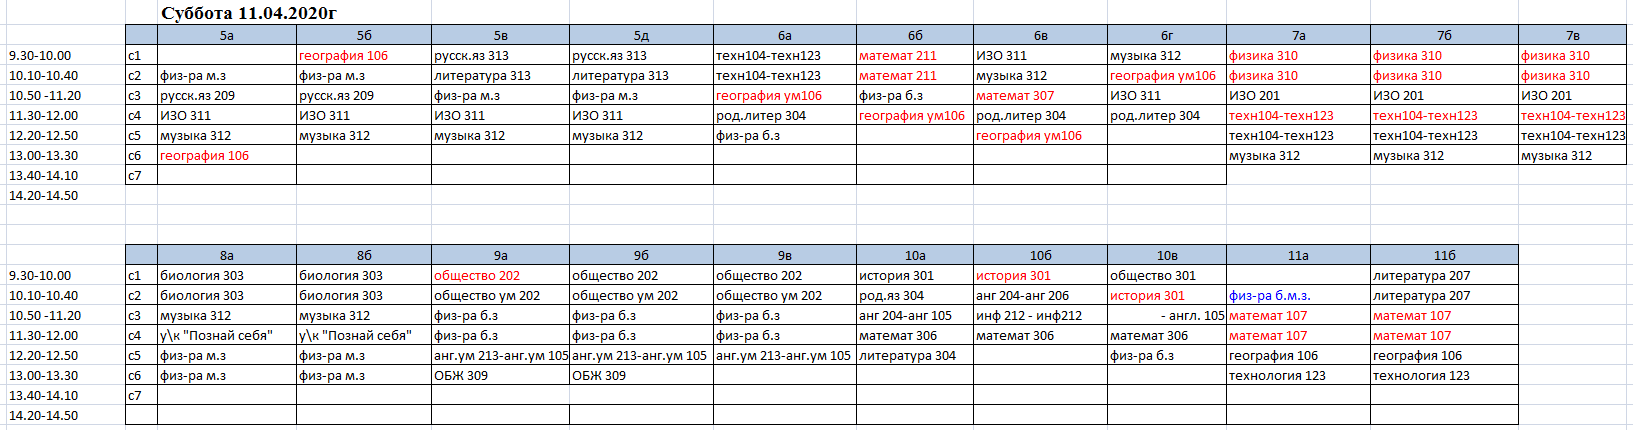 Суббота 11.04.2020г
5а 5б 5в 5д 6а 6б 6в 6г 7а 7б 7в
9.30-10.00 с1 география 106 русск.яз 313 русск.яз 313 техн104-техн123 математ 211 ИЗО 311 музыка 312 физика 310 физика 310 физика 310
10.10-10.40 с2 физ-ра м.з физ-ра м.з литература 313 литература 313 техн104-техн123 математ 211 музыка 312 география ум106 физика 310 физика 310 физика 310
10.50 -11.20 с3 русск.яз 209 русск.яз 209 физ-ра м.з физ-ра м.з география ум106 физ-ра б.з математ 307 ИЗО 311 ИЗО 201 ИЗО 201 ИЗО 201
11.30-12.00 с4 ИЗО 311 ИЗО 311 ИЗО 311 ИЗО 311 род.литер 304 география ум106 род.литер 304 род.литер 304 техн104-техн123 техн104-техн123 техн104-техн123
12.20-12.50 с5 музыка 312 музыка 312 музыка 312 музыка 312 физ-ра б.з география ум106 техн104-техн123 техн104-техн123 техн104-техн123
13.00-13.30 с6 география 106 музыка 312 музыка 312 музыка 312
13.40-14.10 с7
14.20-14.50
8а 8б 9а 9б 9в 10а 10б 10в 11а 11б
9.30-10.00 с1 биология 303 биология 303 общество 202 общество 202 общество 202 история 301 история 301 общество 301 литература 207
10.10-10.40 с2 биология 303 биология 303 общество ум 202 общество ум 202 общество ум 202 род.яз 304 анг 204-анг 206 история 301 физ-ра б.м.з. литература 207
10.50 -11.20 с3 музыка 312 музыка 312 физ-ра б.з физ-ра б.з физ-ра б.з анг 204-анг 105 инф 212 - инф212 - англ. 105 математ 107 математ 107
11.30-12.00 с4 у\к "Познай себя" у\к "Познай себя" физ-ра б.з физ-ра б.з физ-ра б.з математ 306 математ 306 математ 306 математ 107 математ 107
12.20-12.50 с5 физ-ра м.з физ-ра м.з анг.ум 213-анг.ум 105 анг.ум 213-анг.ум 105 анг.ум 213-анг.ум 105 литература 304 физ-ра б.з география 106 география 106
13.00-13.30 с6 физ-ра м.з физ-ра м.з ОБЖ 309 ОБЖ 309 технология 123 технология 123
13.40-14.10 с7
14.20-14.50